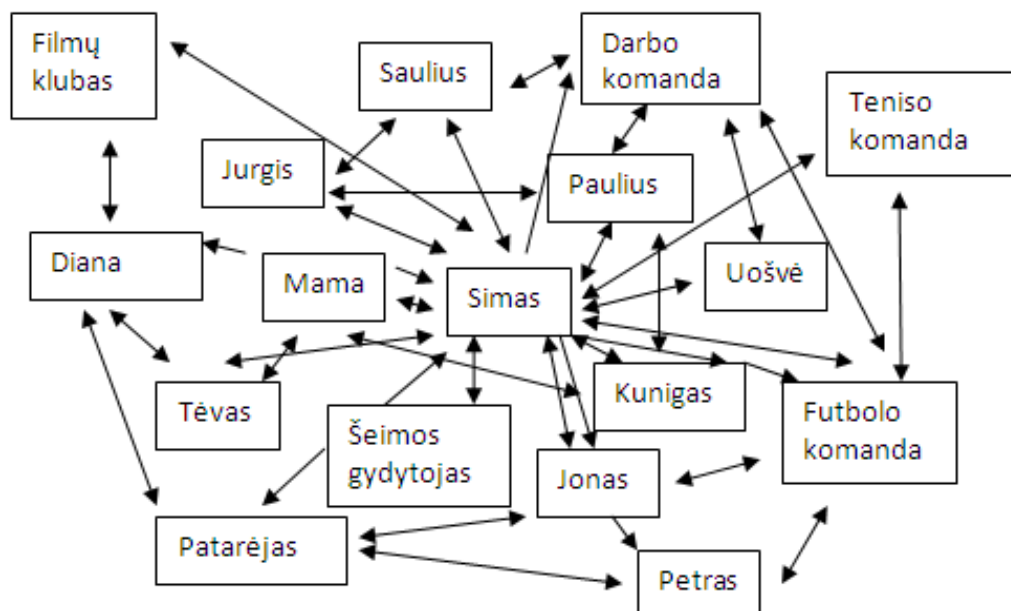 Filmų
klubas
Saulius
Darbo
komanda
Teniso
komanda
Jurgis
Paulius
Diana
Mama
Simas
Uošvė
Tėvas
Šeimos
gydytojas
Kunigas
Futbolo
komanda
Jonas
Patarėjas
Petras